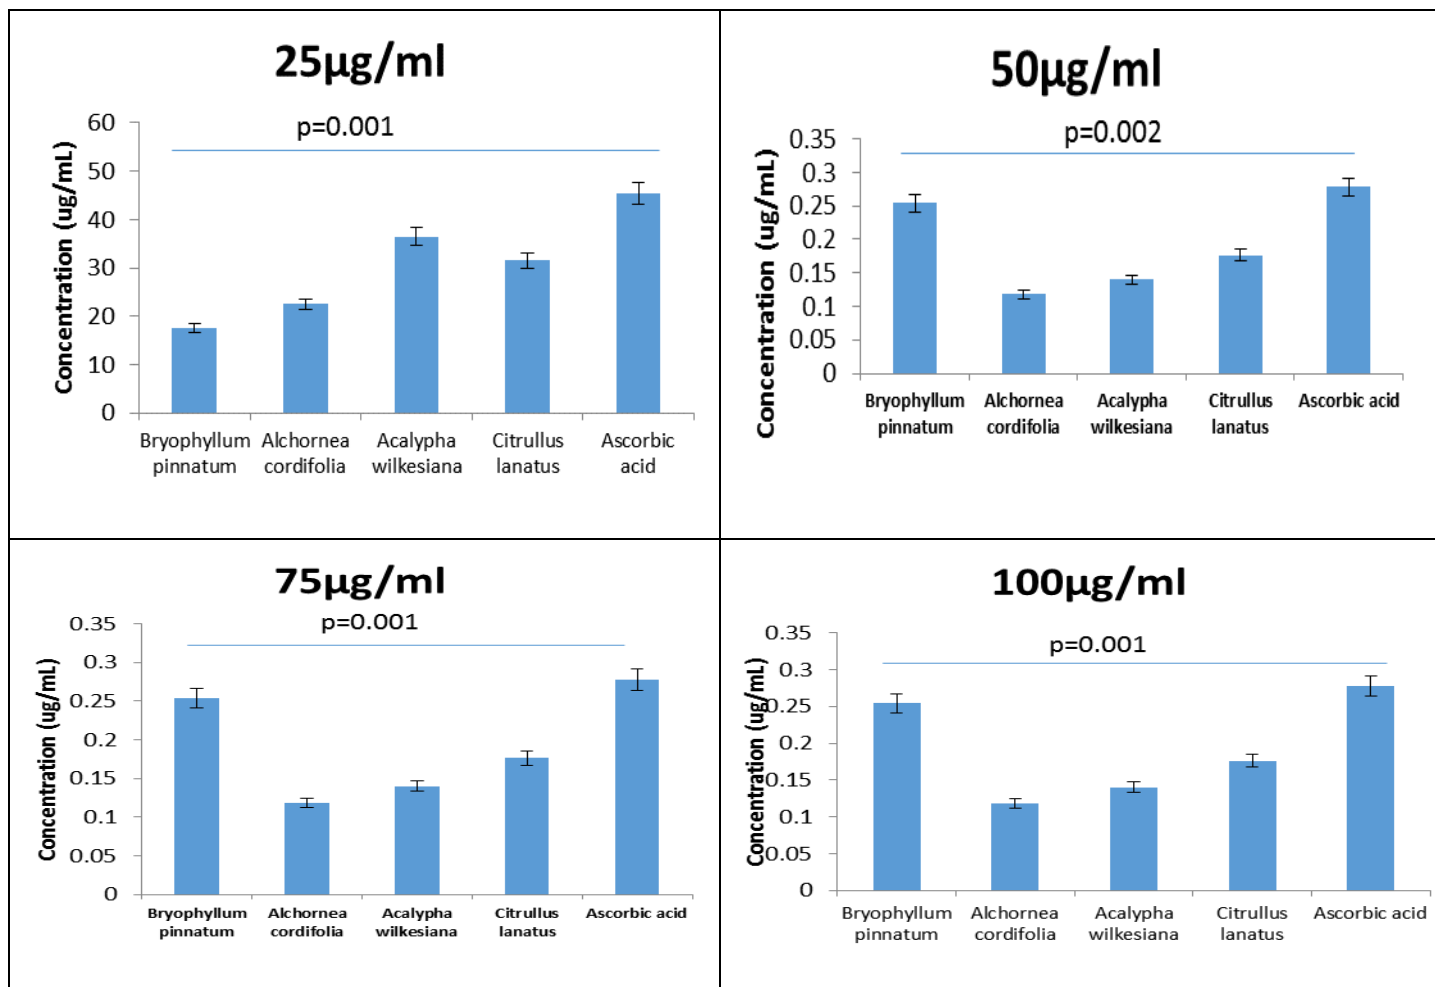 25µg/ml
p=0.001
Concentration (ug/mL)
60
50
40
30
20
10
0
Bryophyllum pinnatum
Alchornea cordifolia
Acalypha wilkesiana
Citrullus lanatus
Ascorbic acid
50µg/ml
p=0.002
Concentration (ug/mL)
0.35
0.3
0.25
0.2
0.15
0.1
0.05
0
Bryophyllum pinnatum
Alchornea cordifolia
Acalypha wilkesiana
Citrullus lanatus
Ascorbic acid
75µg/ml
p=0.001
Concentration (ug/mL)
0.35
0.3
0.25
0.2
0.15
0.1
0.05
0
Bryophyllum pinnatum
Alchornea cordifolia
Acalypha wilkesiana
Citrullus lanatus
Ascorbic acid
100µg/ml
p=0.001
Concentration (ug/mL)
0.35
0.3
0.25
0.2
0.15
0.1
0.05
0
Bryophyllum pinnatum
Alchornea cordifolia
Acalypha wilkesiana
Citrullus lanatus
Ascorbic acid